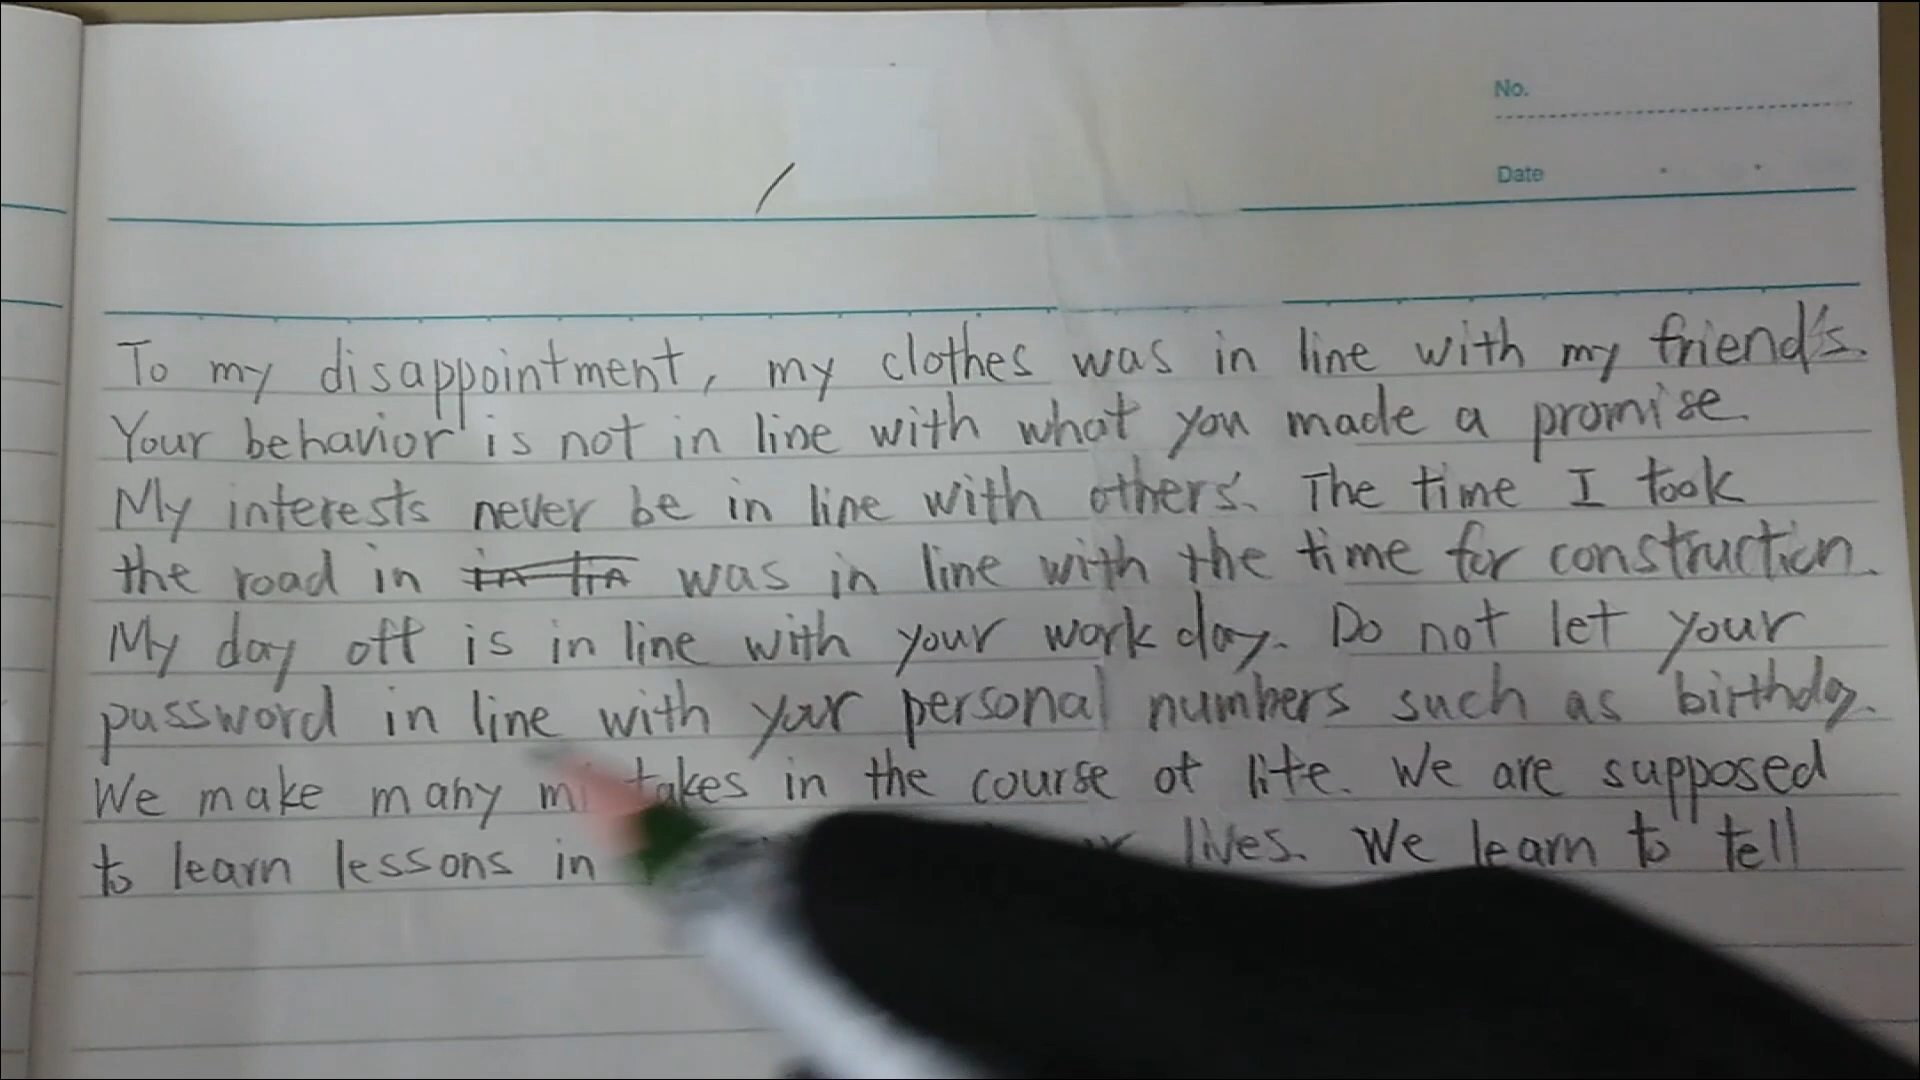 No.
Date
To my disappointment, my clothes was in line with my friend's.
Your behavior is not in line with what you made a promise.
My interests never be in line with others'. The time I took
the road in was in line with the time for construction.
My day off is in line with your work day. Do not let your
password in line with your personal numbers such as birthday.
We make many mistakes in the course of life. We are supposed
to learn lessons in lives. We learn to tell